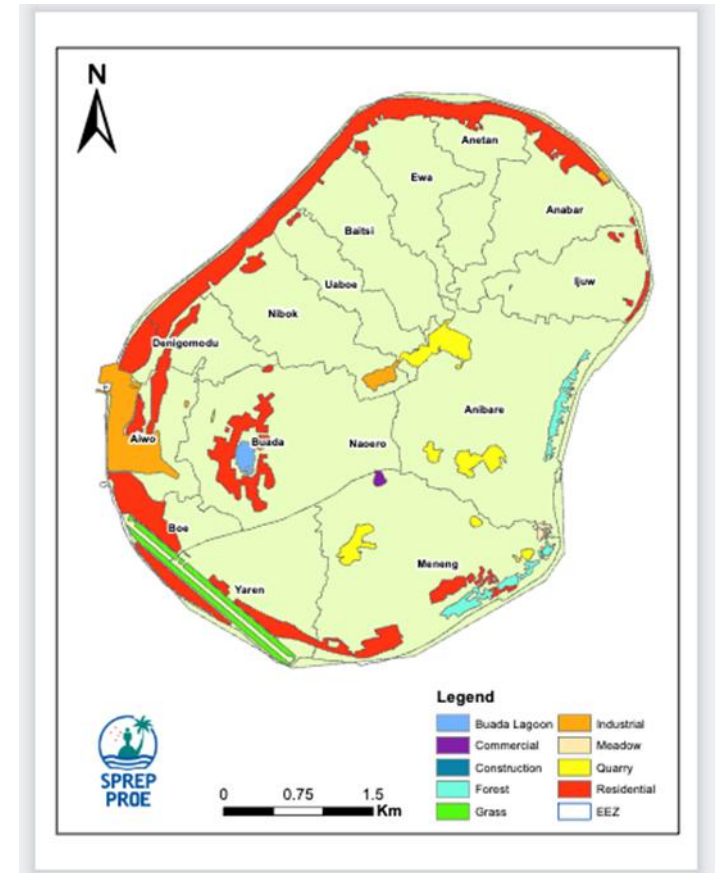 N
Anetan
Ewa
Anabar
Baitsi
Ijuw
Uaboe
Nibok
Denigomodu
Anibare
Aiwo
Buada
Naoero
Boe
Meneng
Yaren
Legend
Buada Lagoon
Industrial
Commercial
Meadow
Construction
Quarry
Forest
Residential
Grass
EEZ
SPREP
PROE
0 0.75 1.5
Km